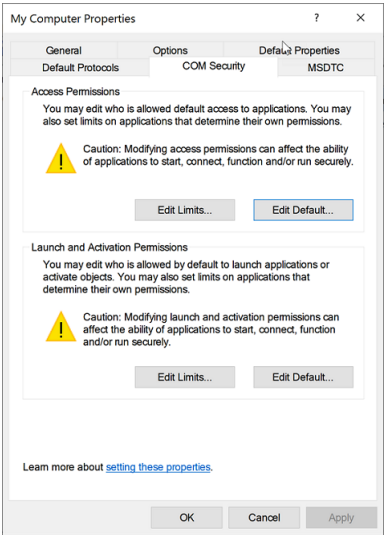 My Computer Properties
?
General Options Default Properties
Default Protocols COM Security MSDTC
Access Permissions
You may edit who is allowed default access to applications. You may
also set limits on applications that determine their own permissions.
Caution: Modifying access permissions can affect the ability
of applications to start, connect, function and/or run securely.
Edit Limits... Edit Default...
Launch and Activation Permissions
You may edit who is allowed by default to launch applications or
activate objects. You may also set limits on applications that
determine their own permissions.
Caution: Modifying launch and activation permissions can
affect the ability of applications to start, connect, function
and/or run securely.
Edit Limits... Edit Default...
Learn more about setting these properties.
OK Cancel Apply